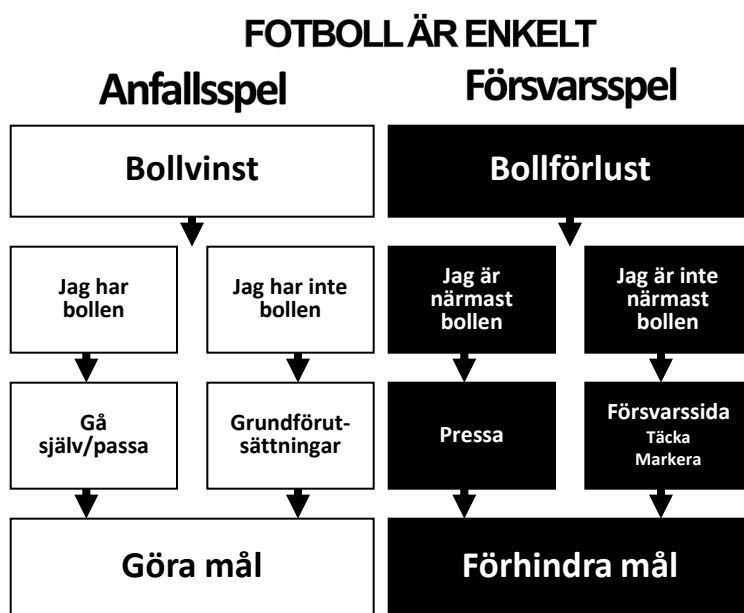 FOTBOLL ÄR ENKELT
Anfallsspel
Försvarsspel
Bollvinst
Bollförlust
Jag har
bollen
Jag har inte
bollen
Jag är
närmast
bollen
Jag är inte
närmast
bollen
Gå
själv/passa
Grundförut-
sättningar
Pressa
Försvarssida
Täcka
Markera
Göra mål
Förhindra mål